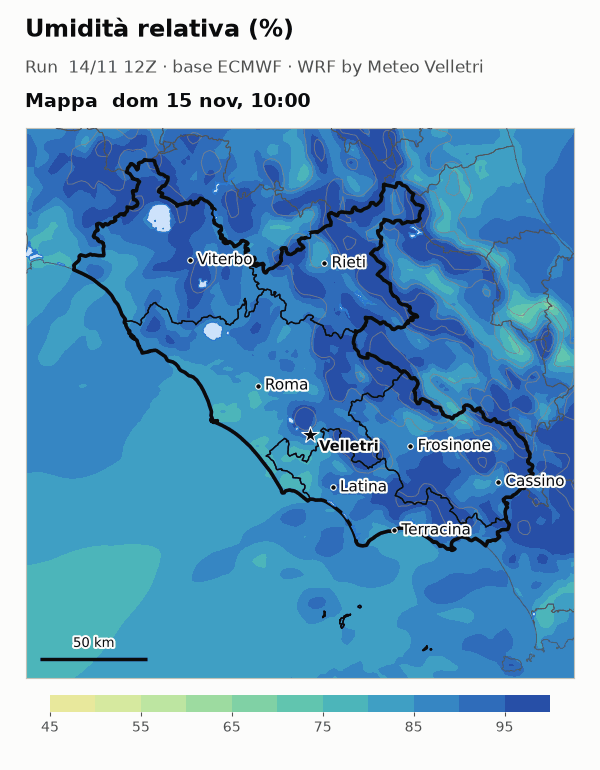 Umidità relativa (%)
Run  14/11 12Z · base ECMWF · WRF by Meteo Velletri
Mappa  dom 15 nov, 10:00
Viterbo
Rieti
Roma
Velletri
Frosinone
Cassino
Latina
Terracina
50 km
45 55 65 75 85 95